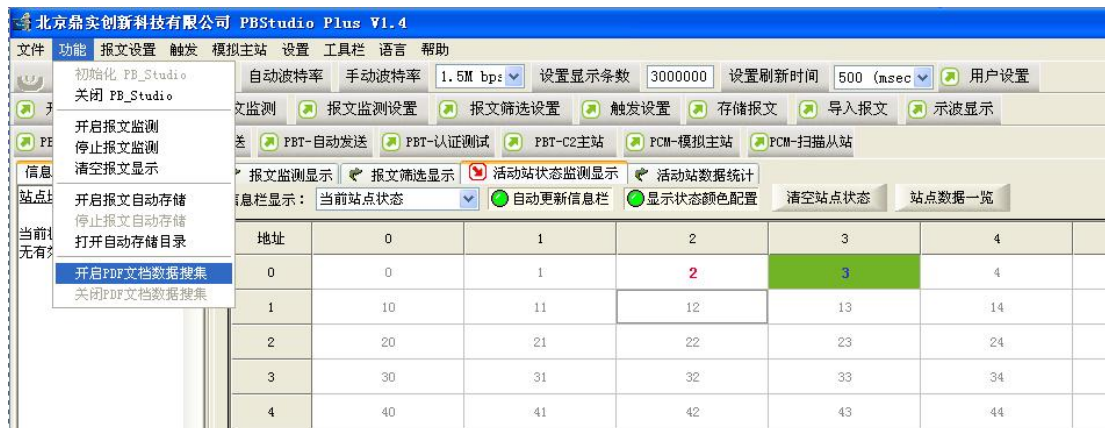 北京鼎实创新科技有限公司 PBStudio Plus V1.4
文件 功能 报文设置 触发 模拟主站 设置 工具栏 语言 帮助
初始化 PB_Studio
关闭 PB_Studio
开启报文监测
停止报文监测
清空报文显示
开启报文自动存储
停止报文自动存储
打开自动存储目录
开启PDF文档数据搜集
关闭PDF文档数据搜集
自动波特率 手动波特率 1.5M bps 设置显示条数 3000000 设置刷新时间 500 (msec 用户设置
文监测 报文监测设置 报文筛选设置 触发设置 存储报文 导入报文 示波显示
送 PBT-自动发送 PBT-认证测试 PBT-C2主站 PCM-模拟主站 PCM-扫描从站
信息 报文监测显示 报文筛选显示 活动站状态监测显示 活动站数据统计
站点 息栏显示： 当前站点状态 自动更新信息栏 显示状态颜色配置 清空站点状态 站点数据一览
当前
无有
地址 0 1 2 3 4
0 0 1 2 3 4
1 10 11 12 13 14
2 20 21 22 23 24
3 30 31 32 33 34
4 40 41 42 43 44